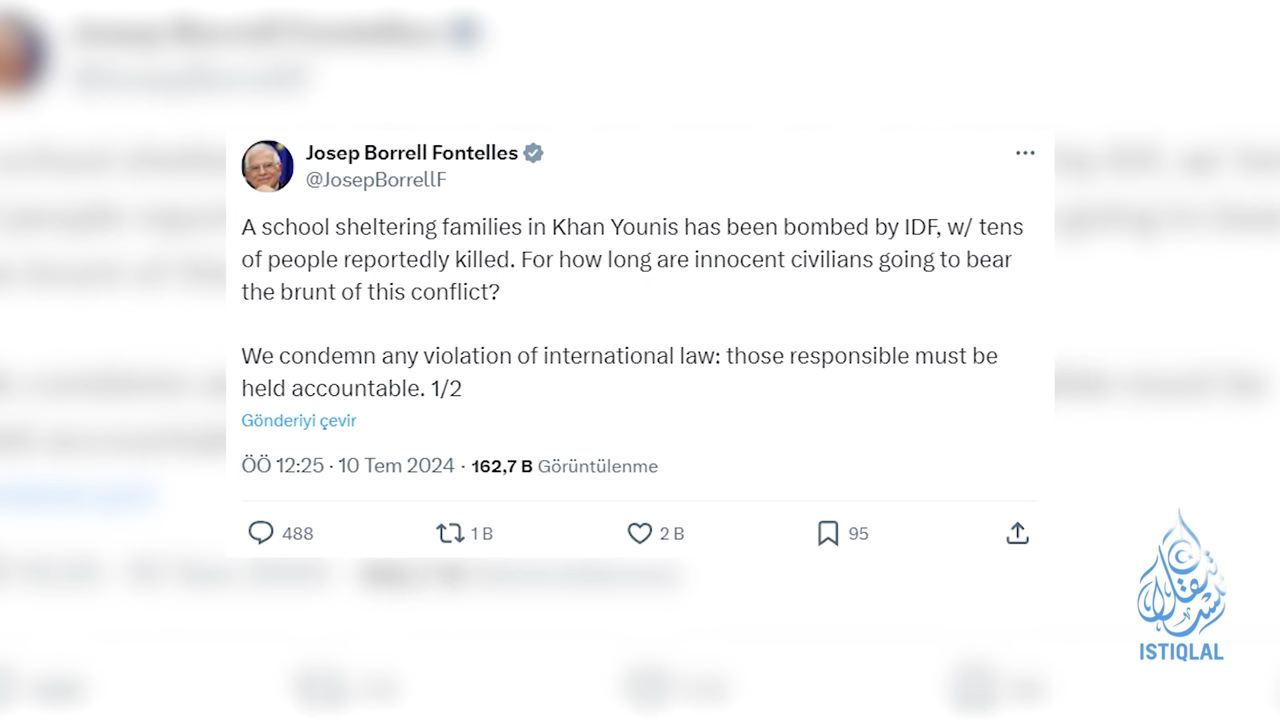 Josep Borrell Fontelles
@JosepBorrellF
A school sheltering families in Khan Younis has been bombed by IDF, w/ tens
of people reportedly killed. For how long are innocent civilians going to bear
the brunt of this conflict?
We condemn any violation of international law: those responsible must be
held accountable. 1/2
Gönderiyi çevir
ÖÖ 12:25 · 10 Tem 2024 · 162,7 B Görüntülenme
488 1 B 2 B 95
ISTIQLAL